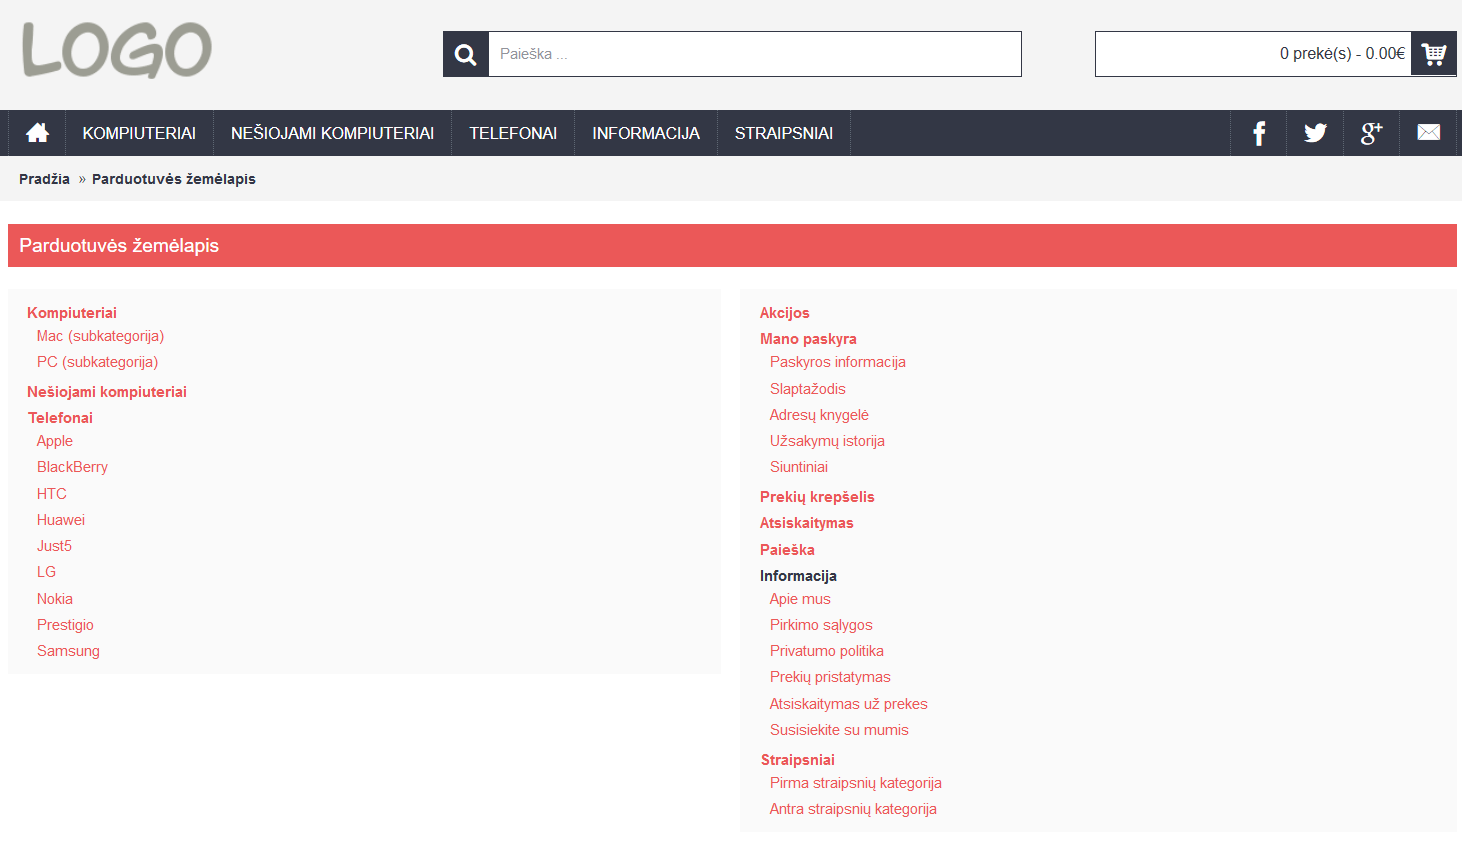 LOGO
Paieška ...
0 prekė(s) - 0.00€
KOMPIUTERIAI NEŠIOJAMI KOMPIUTERIAI TELEFONAI INFORMACIJA STRAIPSNIAI
Pradžia » Parduotuvės žemėlapis
Parduotuvės žemėlapis
Kompiuteriai
Mac (subkategorija)
PC (subkategorija)
Nešiojami kompiuteriai
Telefonai
Apple
BlackBerry
HTC
Huawei
Just5
LG
Nokia
Prestigio
Samsung
Akcijos
Mano paskyra
Paskyros informacija
Slaptažodis
Adresų knygelė
Užsakymų istorija
Siuntiniai
Prekių krepšelis
Atsiskaitymas
Paieška
Informacija
Apie mus
Pirkimo sąlygos
Privatumo politika
Prekių pristatymas
Atsiskaitymas už prekes
Susisiekite su mumis
Straipsniai
Pirma straipsnių kategorija
Antra straipsnių kategorija